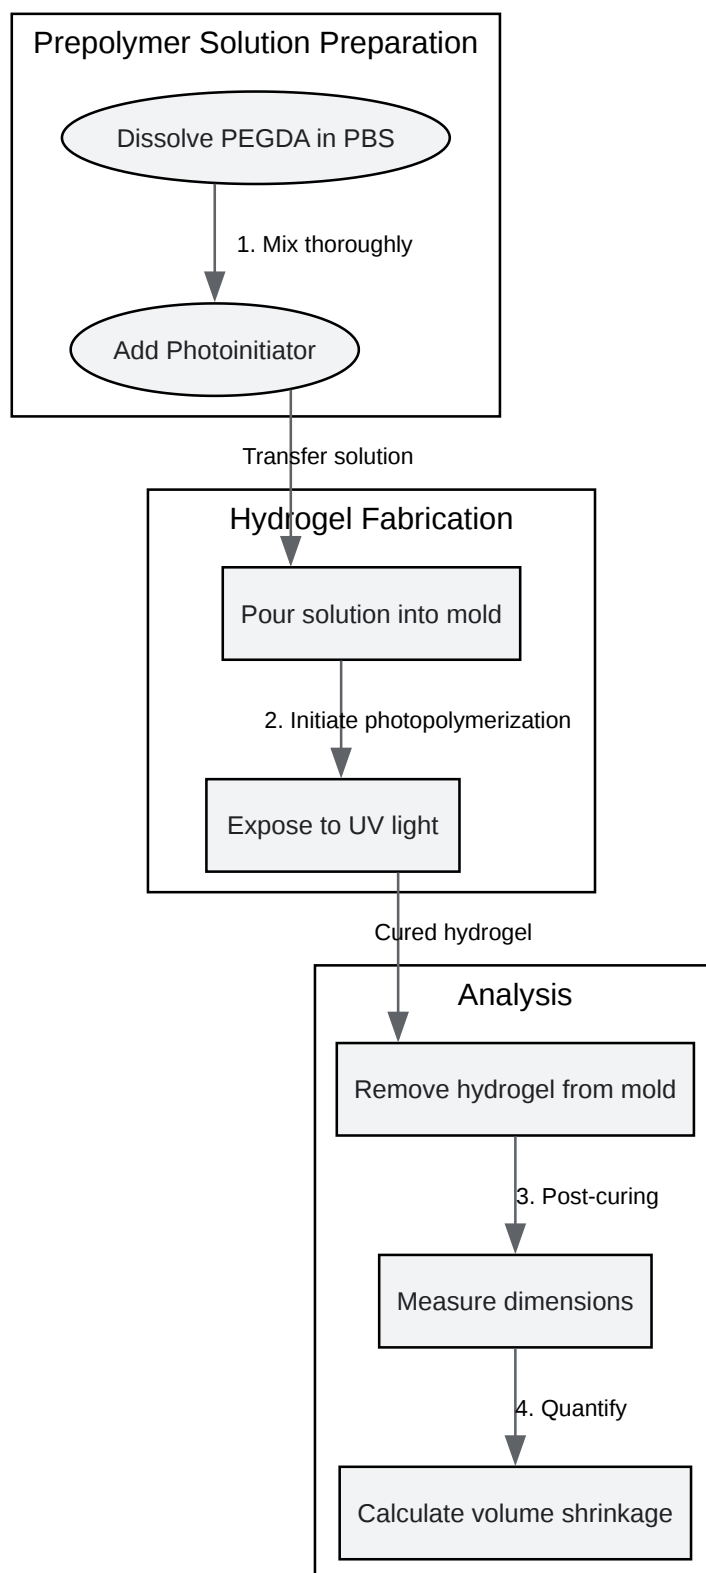 Prepolymer Solution Preparation
Dissolve PEGDA in PBS
1. Mix thoroughly
Add Photoinitiator
Transfer solution
Hydrogel Fabrication
Pour solution into mold
2. Initiate photopolymerization
Expose to UV light
Cured hydrogel
Analysis
Remove hydrogel from mold
3. Post-curing
Measure dimensions
4. Quantify
Calculate volume shrinkage